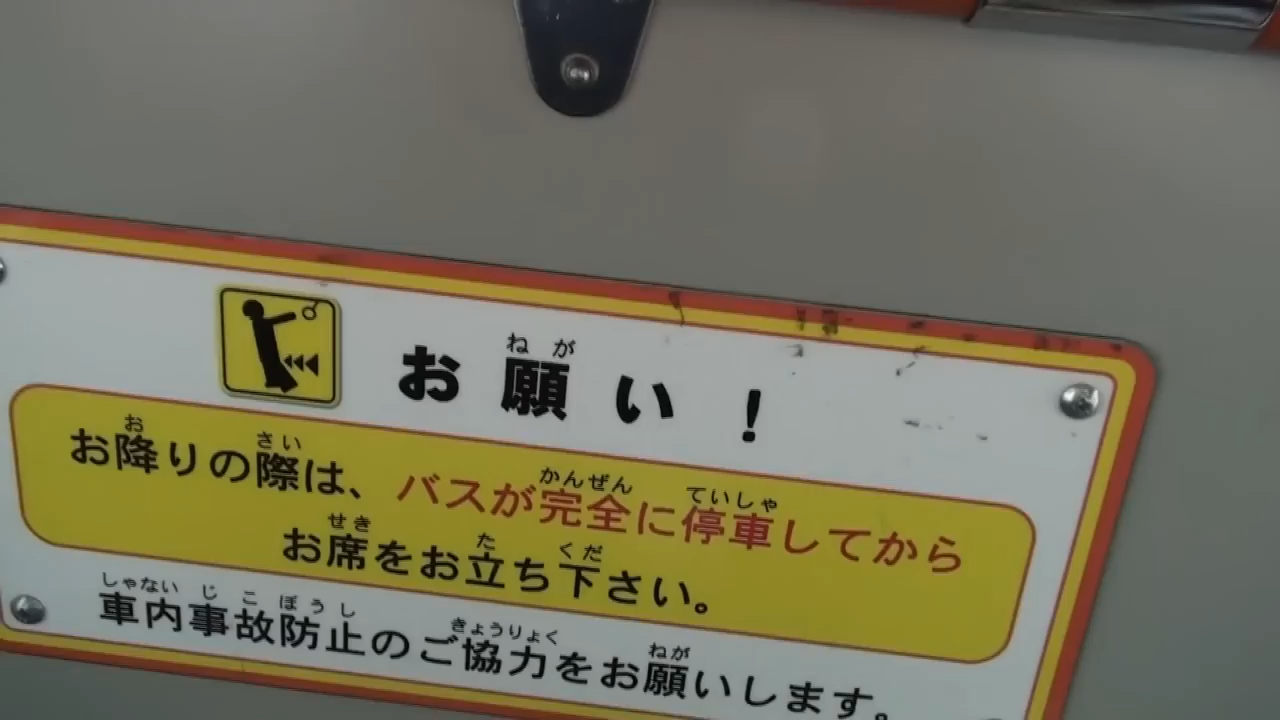 お願い！
お降りの際は、バスが完全に停車してから
お席をお立ち下さい。
車内事故防止のご協力をお願いします。